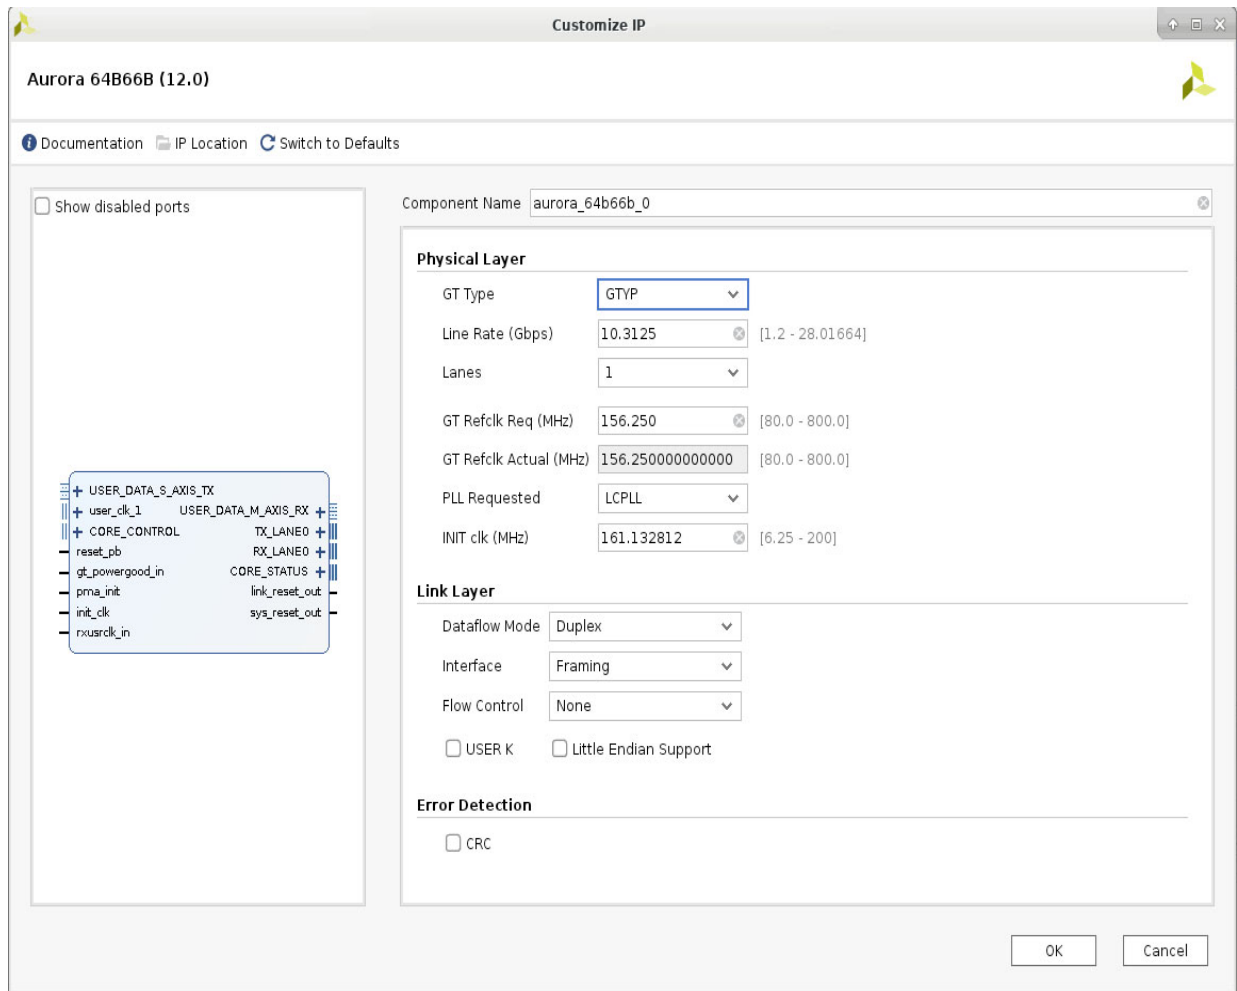 Customize IP
Aurora 64B66B (12.0)
Documentation IP Location Switch to Defaults
Show disabled ports
USER_DATA_S_AXIS_TX
user_clk_1 USER_DATA_M_AXIS_RX
CORE_CONTROL TX_LANE0
reset_pb RX_LANE0
gt_powergood_in CORE_STATUS
pma_init link_reset_out
init_clk sys_reset_out
rxusrclk_in
Component Name aurora_64b66b_0
Physical Layer
GT Type GTYP
Line Rate (Gbps) 10.3125 [1.2 - 28.01664]
Lanes 1
GT Refclk Req (MHz) 156.250 [80.0 - 800.0]
GT Refclk Actual (MHz) 156.250000000000 [80.0 - 800.0]
PLL Requested LCPLL
INIT clk (MHz) 161.132812 [6.25 - 200]
Link Layer
Dataflow Mode Duplex
Interface Framing
Flow Control None
USER K Little Endian Support
Error Detection
CRC
OK Cancel